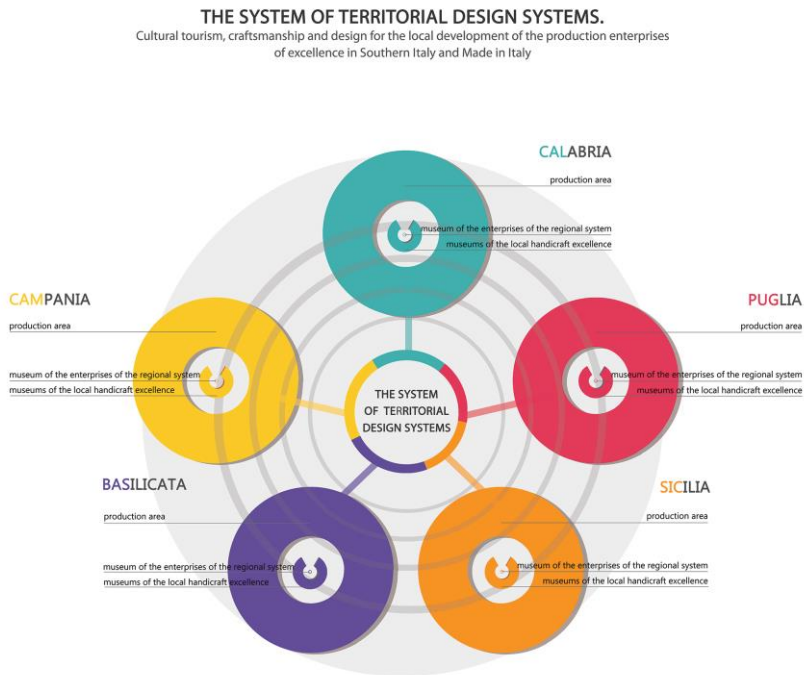 THE SYSTEM OF TERRITORIAL DESIGN SYSTEMS.
Cultural tourism, craftsmanship and design for the local development of the production enterprises
of excellence in Southern Italy and Made in Italy
CALABRIA
production area
museum of the enterprises of the regional system
museums of the local handicraft excellence
CAMPANIA
production area
museum of the enterprises of the regional system
museums of the local handicraft excellence
PUGLIA
production area
museum of the enterprises of the regional system
museums of the local handicraft excellence
THE SYSTEM
OF TERRITORIAL
DESIGN SYSTEMS
BASILICATA
production area
museum of the enterprises of the regional system
museums of the local handicraft excellence
SICILIA
production area
museum of the enterprises of the regional system
museums of the local handicraft excellence